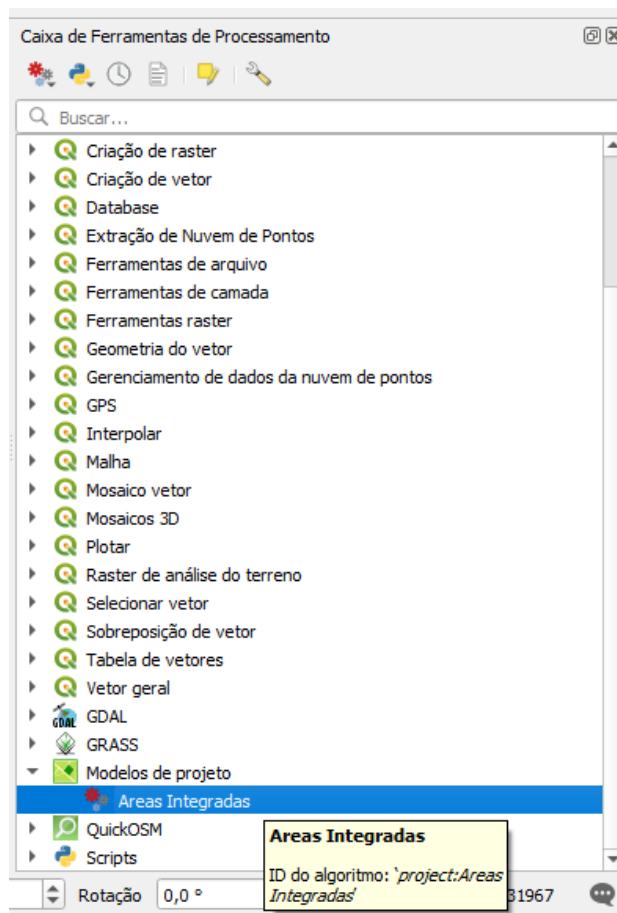 Caixa de Ferramentas de Processamento
Buscar...
Criação de raster
Criação de vetor
Database
Extração de Nuvem de Pontos
Ferramentas de arquivo
Ferramentas de camada
Ferramentas raster
Geometria do vetor
Gerenciamento de dados da nuvem de pontos
GPS
Interpolar
Malha
Mosaico vetor
Mosaicos 3D
Plotar
Raster de análise do terreno
Selecionar vetor
Sobreposição de vetor
Tabela de vetores
Vetor geral
GDAL
GDAL
GRASS
Modelos de projeto
Areas Integradas
QuickOSM
Scripts
Areas Integradas
ID do algoritmo: `project:Areas
Integradas`
Rotação 0,0 ° 31967